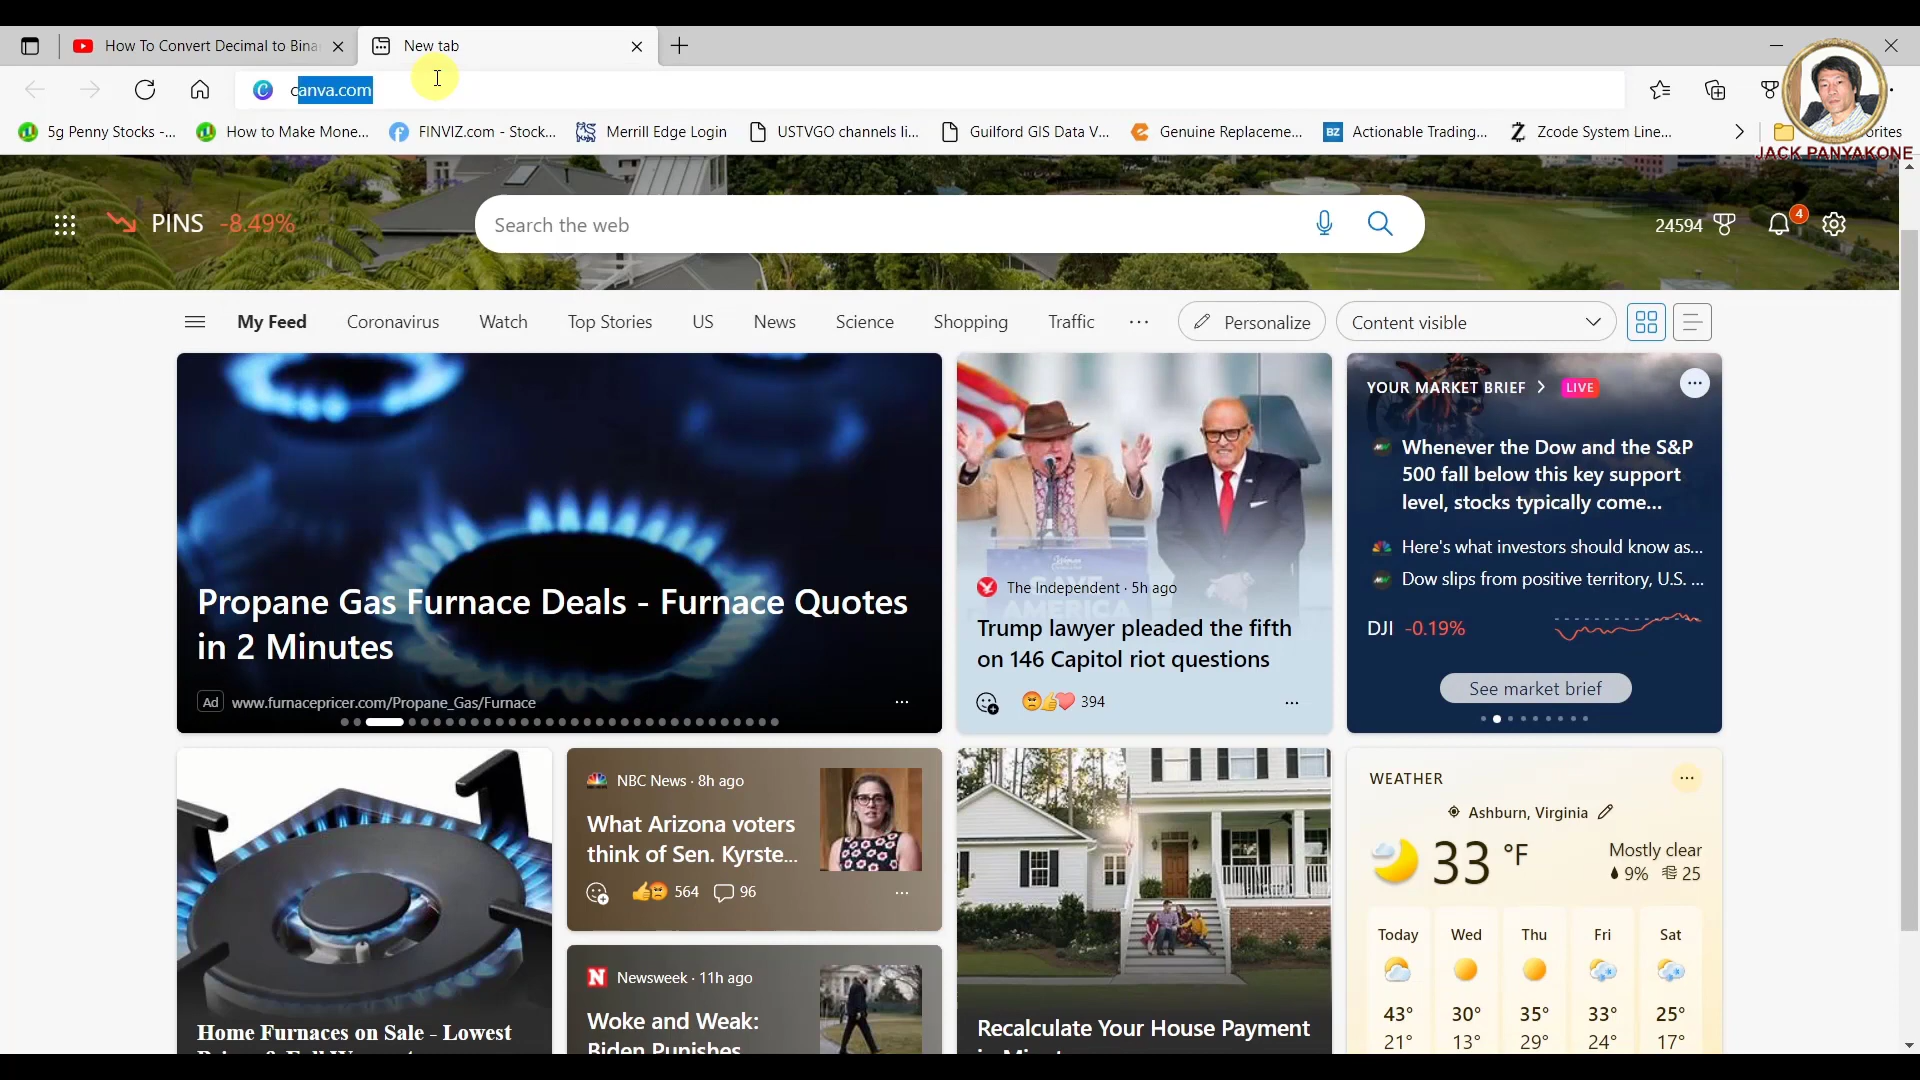 How To Convert Decimal to Bina
New tab
canva.com
5g Penny Stocks -...
How to Make Mone...
FINVIZ.com - Stock...
Merrill Edge Login
USTVGO channels li...
Guilford GIS Data V...
Genuine Replaceme...
BZ
Actionable Trading...
Zcode System Line...
orites
JACK PANYAKONE
PINS -8.49%
Search the web
24594
4
My Feed
Coronavirus
Watch
Top Stories
US
News
Science
Shopping
Traffic
...
Personalize
Content visible
Propane Gas Furnace Deals - Furnace Quotes
in 2 Minutes
Ad www.furnacepricer.com/Propane_Gas/Furnace
SAVE
AMERICA
The Independent · 5h ago
Trump lawyer pleaded the fifth
on 146 Capitol riot questions
394
YOUR MARKET BRIEF > LIVE
Whenever the Dow and the S&P
500 fall below this key support
level, stocks typically come...
Here's what investors should know as...
Dow slips from positive territory, U.S. ...
DJI -0.19%
See market brief
Home Furnaces on Sale - Lowest
NBC News · 8h ago
What Arizona voters
think of Sen. Kyrste...
564
96
N Newsweek · 11h ago
Woke and Weak:
Biden Punishes
Recalculate Your House Payment
WEATHER
Ashburn, Virginia
33 °F
Mostly clear
9% 25
Today Wed Thu Fri Sat
43° 30° 35° 33° 25°
21° 13° 29° 24° 17°